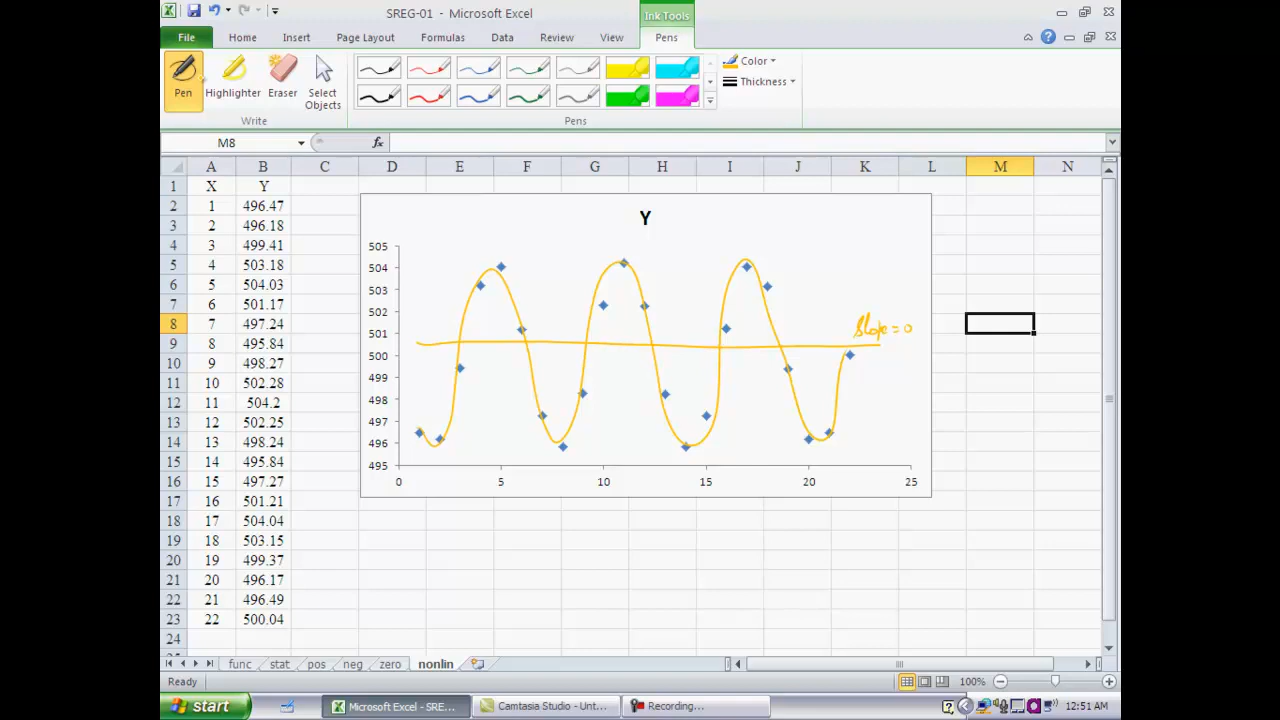 SREG-01 - Microsoft Excel
Ink Tools
File Home Insert Page Layout Formulas Data Review View Pens
Pen Highlighter Eraser Select Objects
Color
Thickness
Write Pens
M8 fx
A B C D E F G H I J K L M N
1 X Y
2 1 496.47
3 2 496.18
4 3 499.41
5 4 503.18
6 5 504.03
7 6 501.17
8 7 497.24
9 8 495.84
10 9 498.27
11 10 502.28
12 11 504.2
13 12 502.25
14 13 498.24
15 14 495.84
16 15 497.27
17 16 501.21
18 17 504.04
19 18 503.15
20 19 499.37
21 20 496.17
22 21 496.49
23 22 500.04
24
Y
505
504
503
502
501
500
499
498
497
496
495
0 5 10 15 20 25
Slope = 0
func stat pos neg zero nonlin
Ready 100%
start Microsoft Excel - SRE... Camtasia Studio - Unt... Recording... 12:51 AM